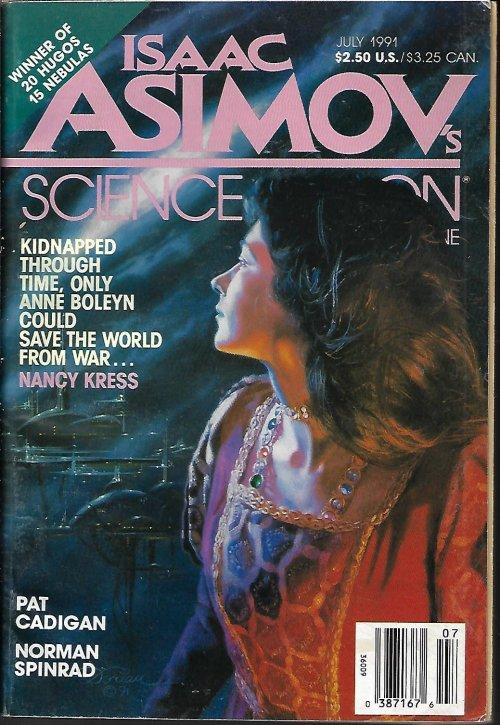 WINNER OF
20 HUGOS
15 NEBULAS
JULY 1991
$2.50 U.S./$3.25 CAN.
ISAAC
ASIMOV's
SCIENCE
KIDNAPPED
THROUGH
TIME, ONLY
ANNE BOLEYN
COULD
SAVE THE WORLD
FROM WAR...
NANCY KRESS
PAT
CADIGAN
NORMAN
SPINRAD
07
36009
0 387167 6